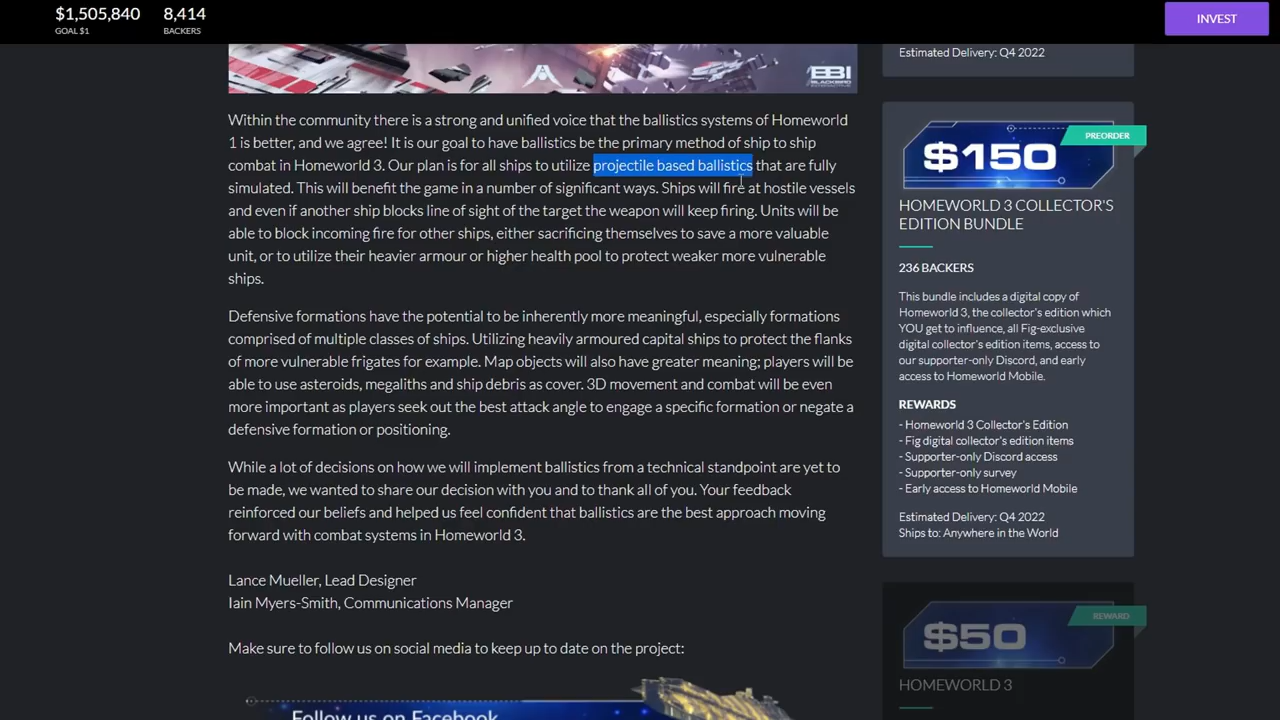 $1,505,840
GOAL $1
8,414
BACKERS
INVEST
BBI
BLACKBIRD
INTERACTIVE
Within the community there is a strong and unified voice that the ballistics systems of Homeworld
1 is better, and we agree! It is our goal to have ballistics be the primary method of ship to ship
combat in Homeworld 3. Our plan is for all ships to utilize projectile based ballistics that are fully
simulated. This will benefit the game in a number of significant ways. Ships will fire at hostile vessels
and even if another ship blocks line of sight of the target the weapon will keep firing. Units will be
able to block incoming fire for other ships, either sacrificing themselves to save a more valuable
unit, or to utilize their heavier armour or higher health pool to protect weaker more vulnerable
ships.
Defensive formations have the potential to be inherently more meaningful, especially formations
comprised of multiple classes of ships. Utilizing heavily armoured capital ships to protect the flanks
of more vulnerable frigates for example. Map objects will also have greater meaning; players will be
able to use asteroids, megaliths and ship debris as cover. 3D movement and combat will be even
more important as players seek out the best attack angle to engage a specific formation or negate a
defensive formation or positioning.
While a lot of decisions on how we will implement ballistics from a technical standpoint are yet to
be made, we wanted to share our decision with you and to thank all of you. Your feedback
reinforced our beliefs and helped us feel confident that ballistics are the best approach moving
forward with combat systems in Homeworld 3.
Lance Mueller, Lead Designer
Iain Myers-Smith, Communications Manager
Make sure to follow us on social media to keep up to date on the project:
Follow us on Facebook
Estimated Delivery: Q4 2022
PREORDER
$150
HOMEWORLD 3 COLLECTOR'S
EDITION BUNDLE
236 BACKERS
This bundle includes a digital copy of
Homeworld 3, the collector's edition which
YOU get to influence, all Fig-exclusive
digital collector's edition items, access to
our supporter-only Discord, and early
access to Homeworld Mobile.
REWARDS
- Homeworld 3 Collector's Edition
- Fig digital collector's edition items
- Supporter-only Discord access
- Supporter-only survey
- Early access to Homeworld Mobile
Estimated Delivery: Q4 2022
Ships to: Anywhere in the World
REWARD
$50
HOMEWORLD 3